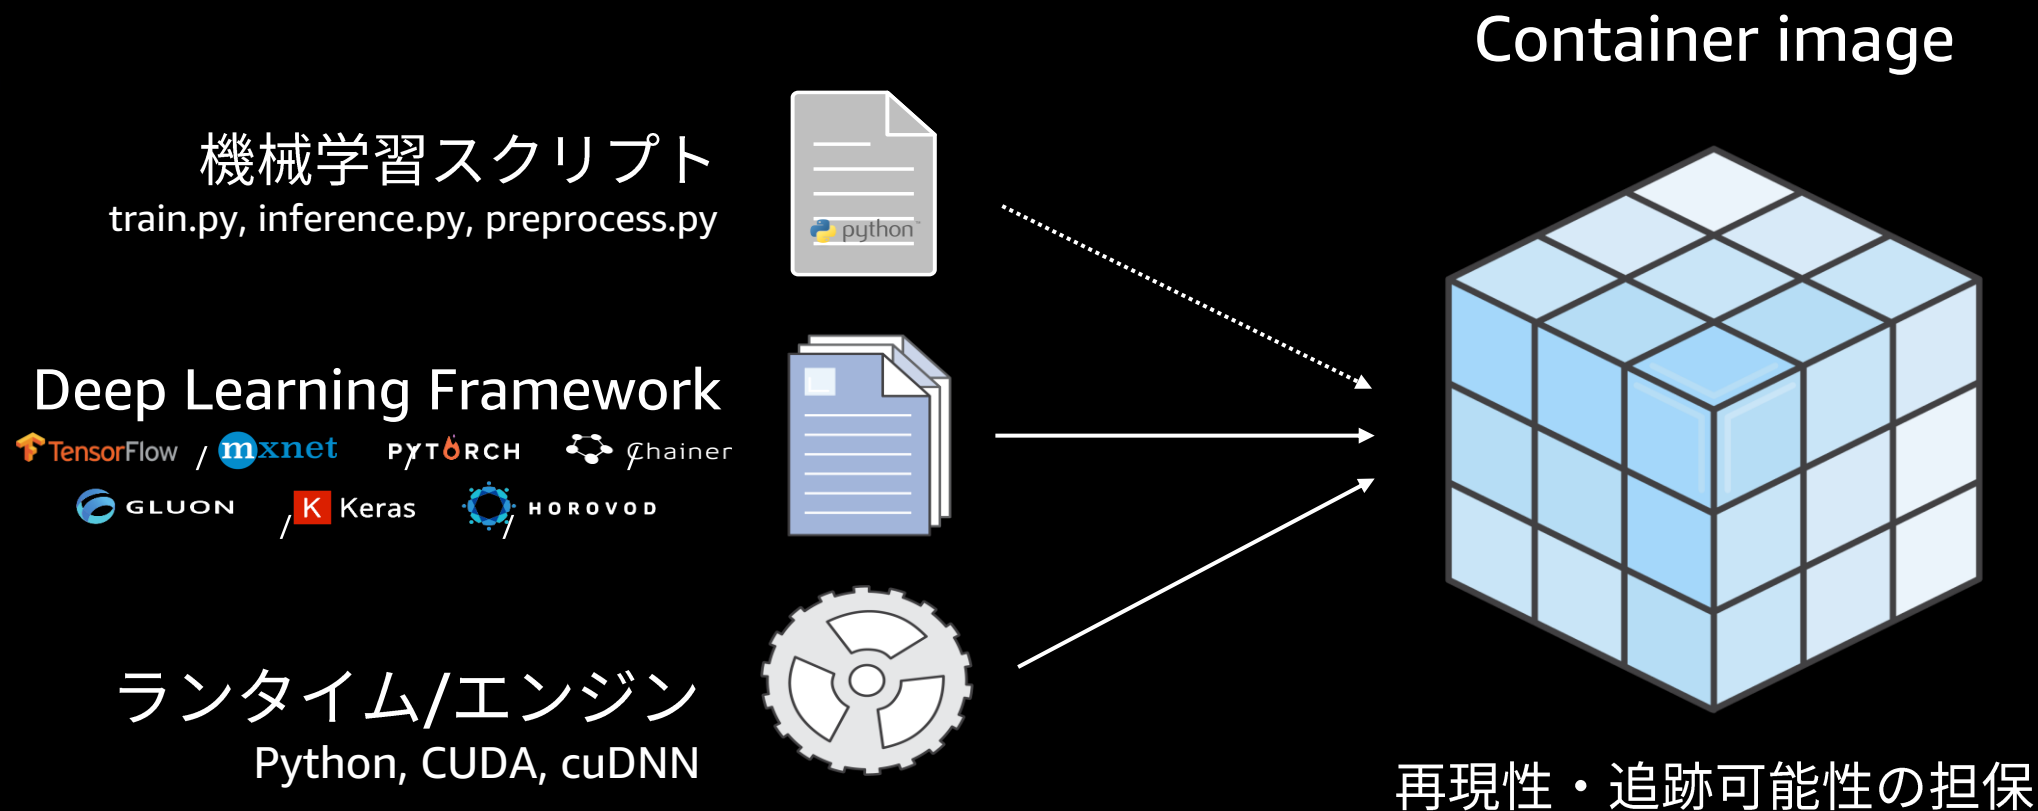 Container image
機械学習スクリプト
train.py, inference.py, preprocess.py
python™
Deep Learning Framework
TensorFlow / mxnet / PYTORCH / Chainer
GLUON / K Keras / HOROVOD
ランタイム/エンジン
Python, CUDA, cuDNN
再現性・追跡可能性の担保